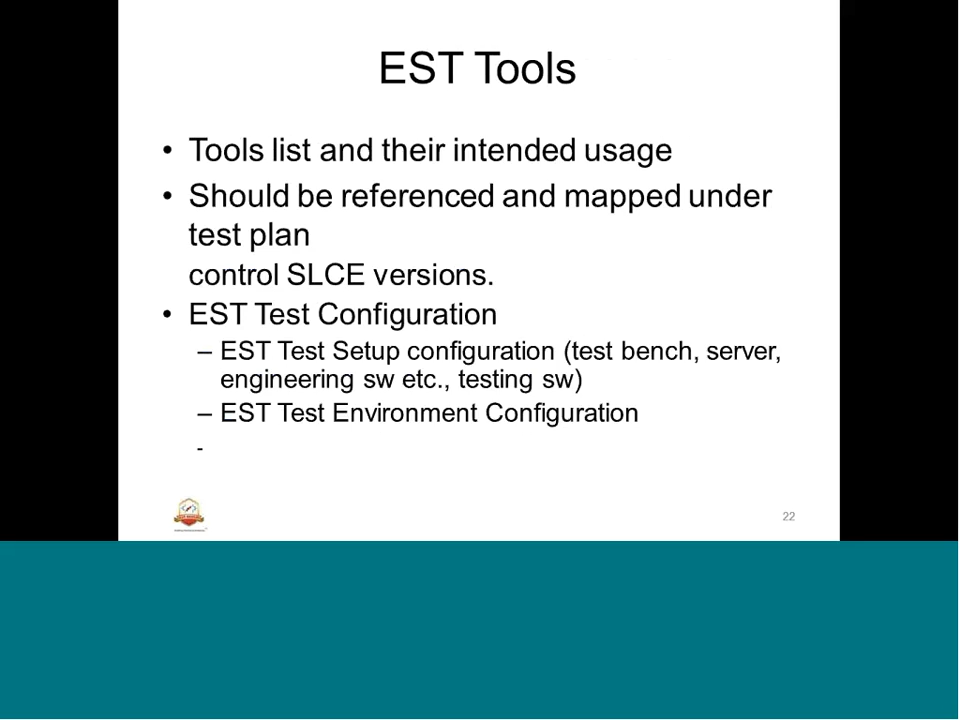 EST Tools
• Tools list and their intended usage
• Should be referenced and mapped under
test plan
control SLCE versions.
• EST Test Configuration
– EST Test Setup configuration (test bench, server,
engineering sw etc., testing sw)
– EST Test Environment Configuration
-
22